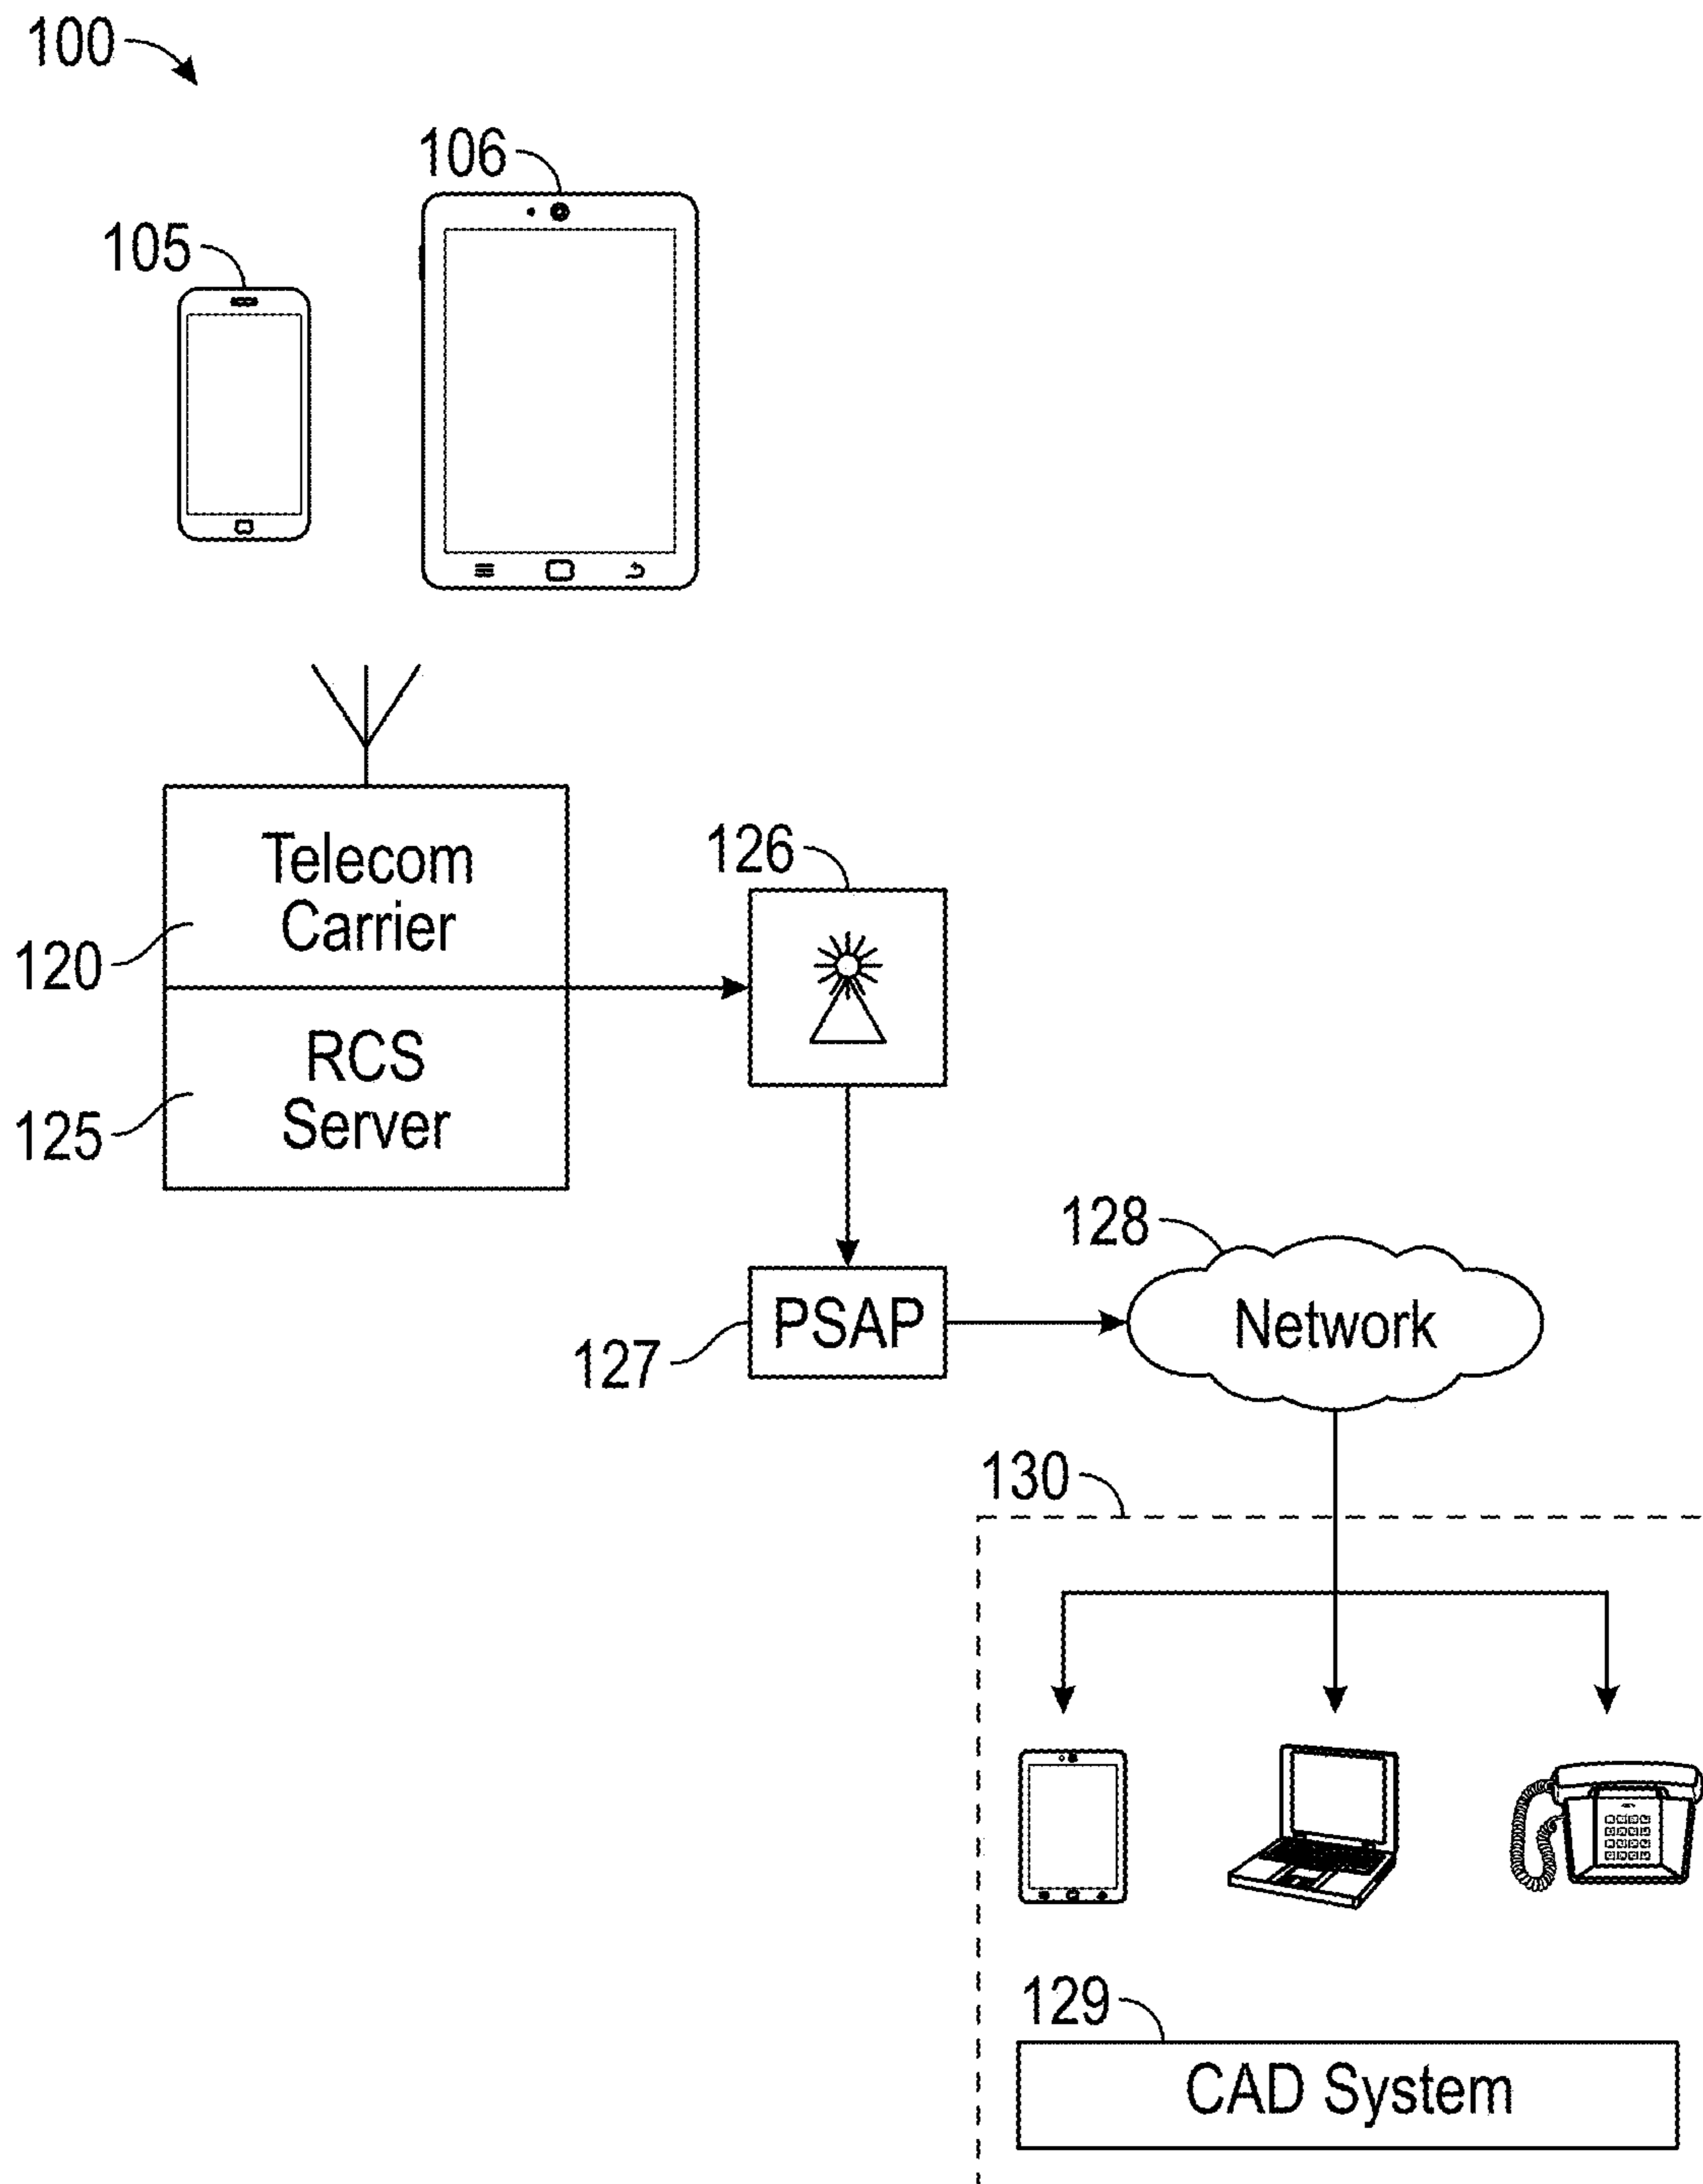 100
106
105
Telecom
Carrier
120
126
RCS
Server
125
128
PSAP
Network
127
130
129
CAD System